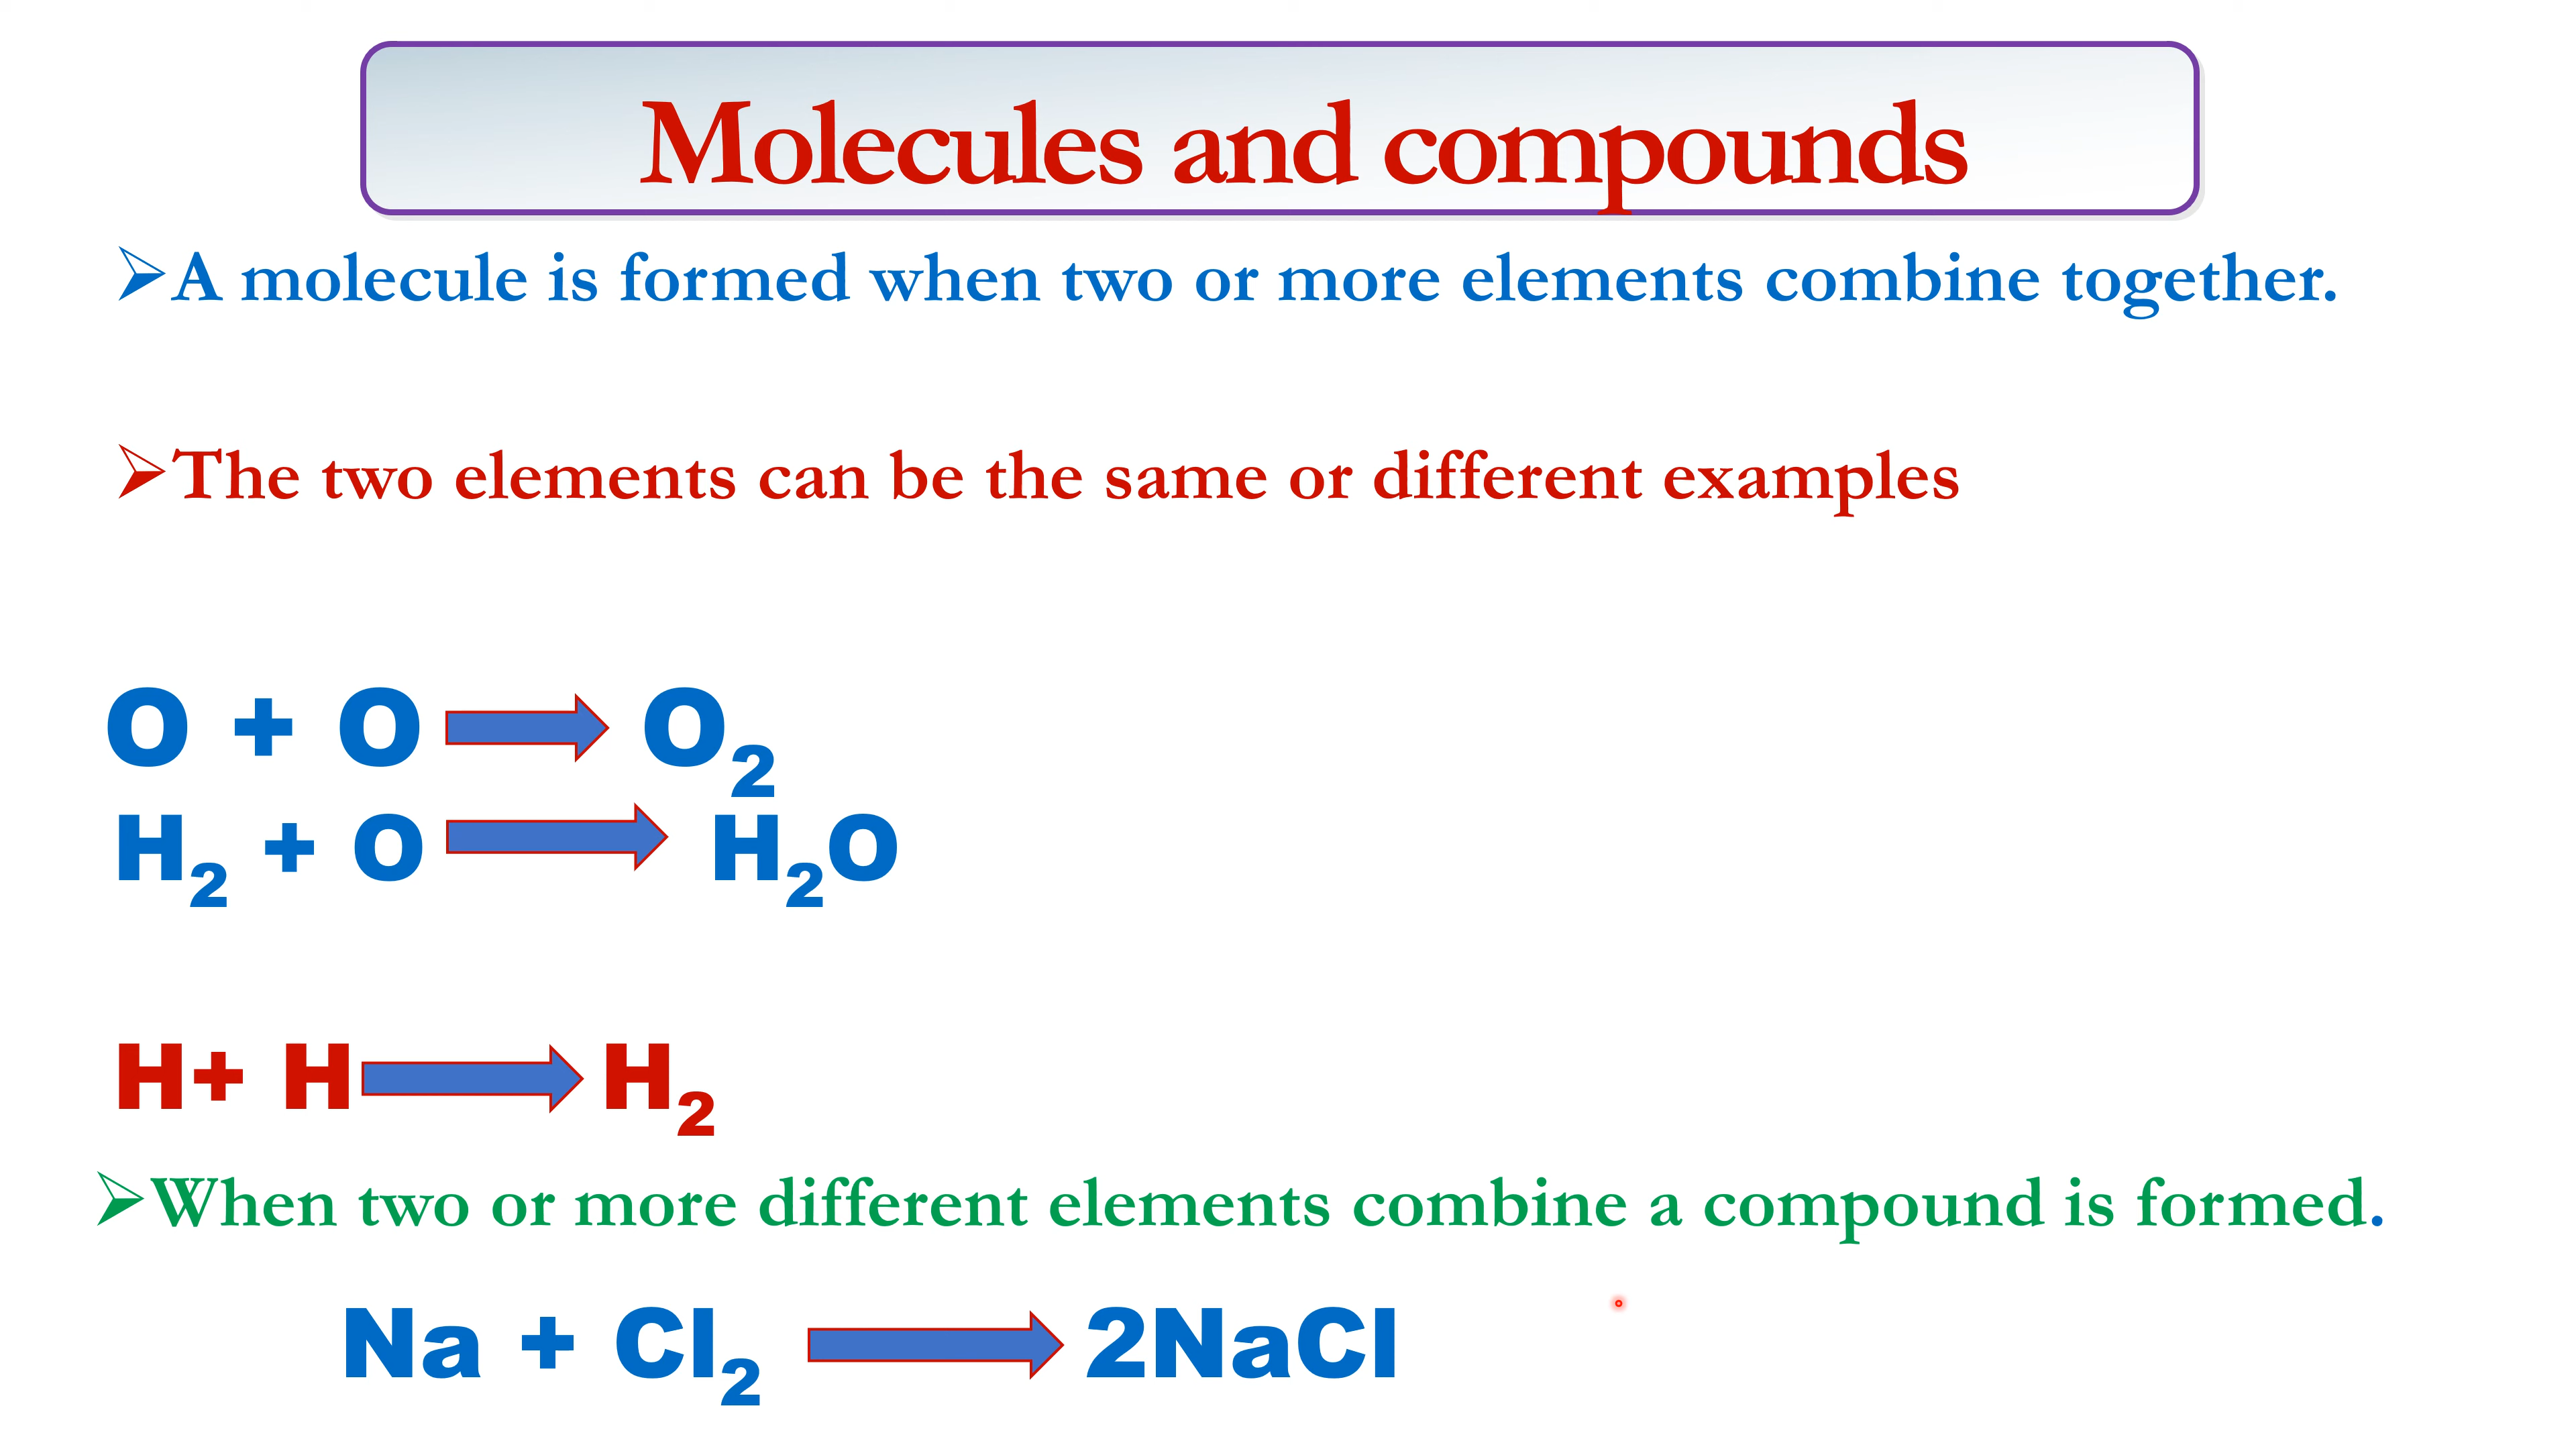 Molecules and compounds
A molecule is formed when two or more elements combine together.
The two elements can be the same or different examples
O + O → O₂
H₂ + O → H₂O
H+ H → H₂
When two or more different elements combine a compound is formed.
Na + Cl₂ → 2NaCl